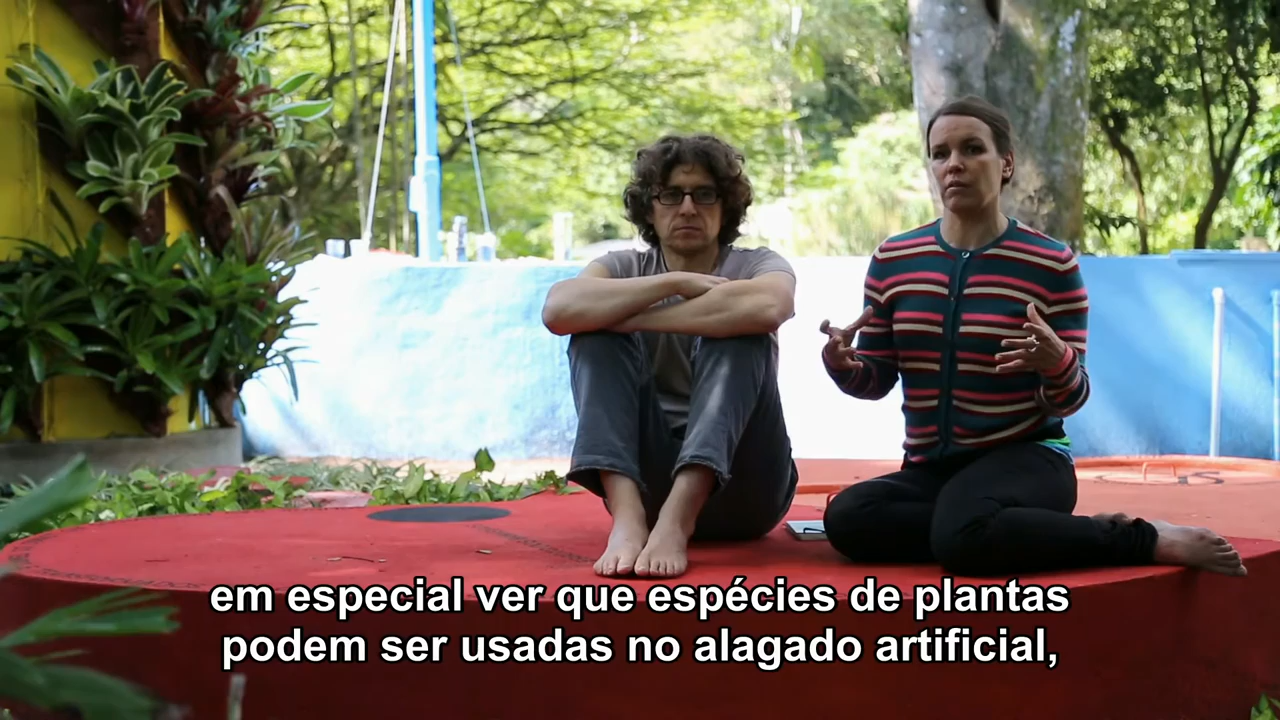 em especial ver que espécies de plantas
podem ser usadas no alagado artificial,